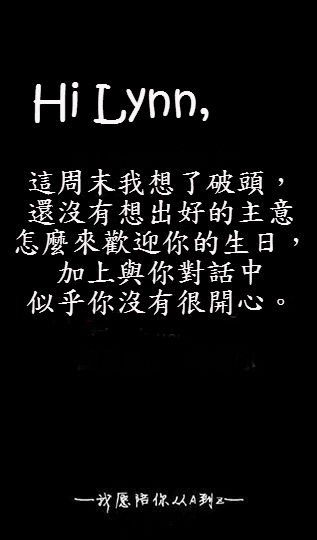 Hi Lynn,
這周末我想了破頭，
還沒有想出好的主意
怎麼來歡迎你的生日，
加上與你對話中
似乎你沒有很開心。
—我愿陪你从A到Z—